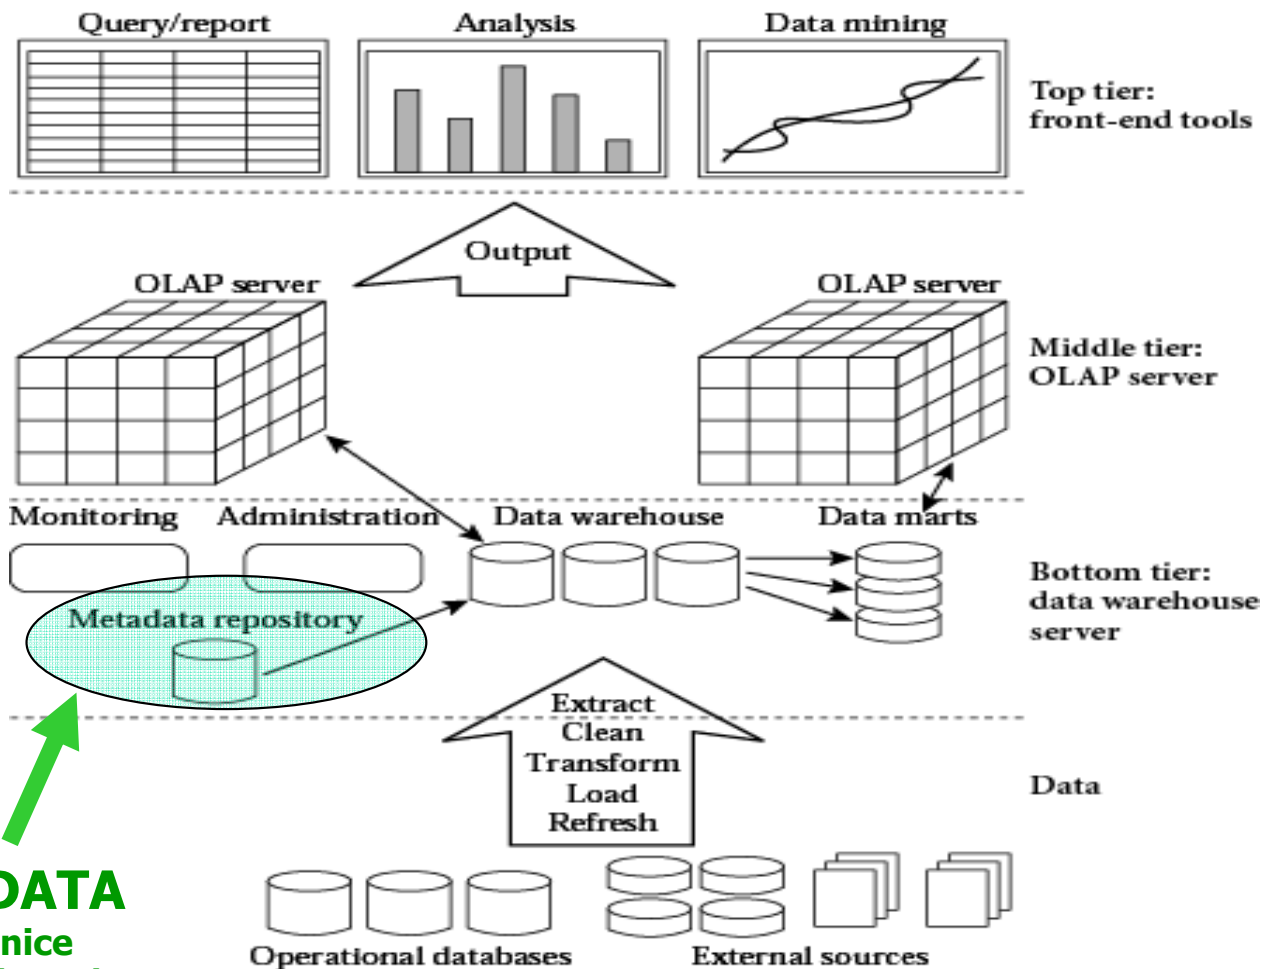 Query/report
Analysis
Data mining
Top tier:
front-end tools
Output
OLAP server
OLAP server
Middle tier:
OLAP server
Monitoring
Administration
Data warehouse
Data marts
Bottom tier:
data warehouse
server
Metadata repository
Extract
Clean
Transform
Load
Refresh
Data
DATA
nice
Operational databases
External sources